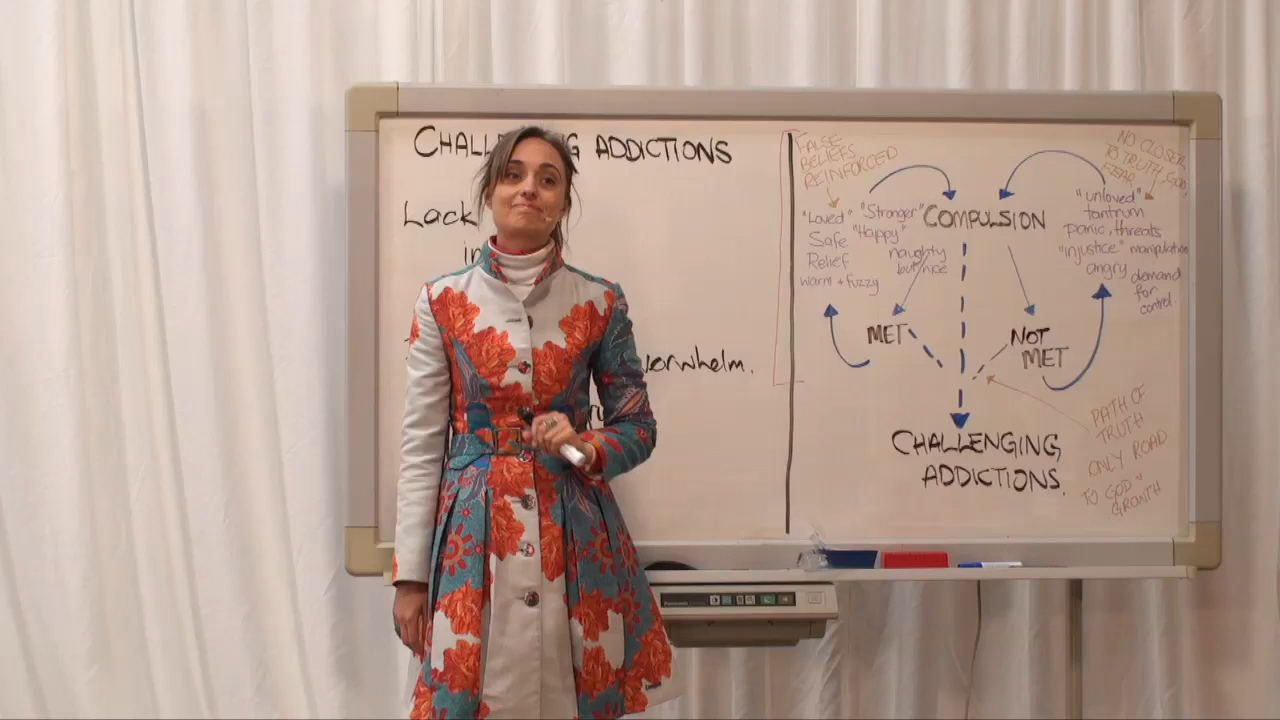 CHALL G ADDICTIONS
Lack
in
verwhelm.
FALSE
BELIEFS
REINFORCED
"Loved" "Stronger"
Safe "Happy"
Relief naughty
but nice
warm + fuzzy
COMPULSION
NO CLOSER
TO TRUTH, GOD
FEAR
"unloved"
tantrum
panic, threats
"injustice" manipulation
angry demand
for
control.
MET
NOT
MET
CHALLENGING
ADDICTIONS.
PATH OF
TRUTH
ONLY ROAD
TO GOD +
GROWTH
Panasonic